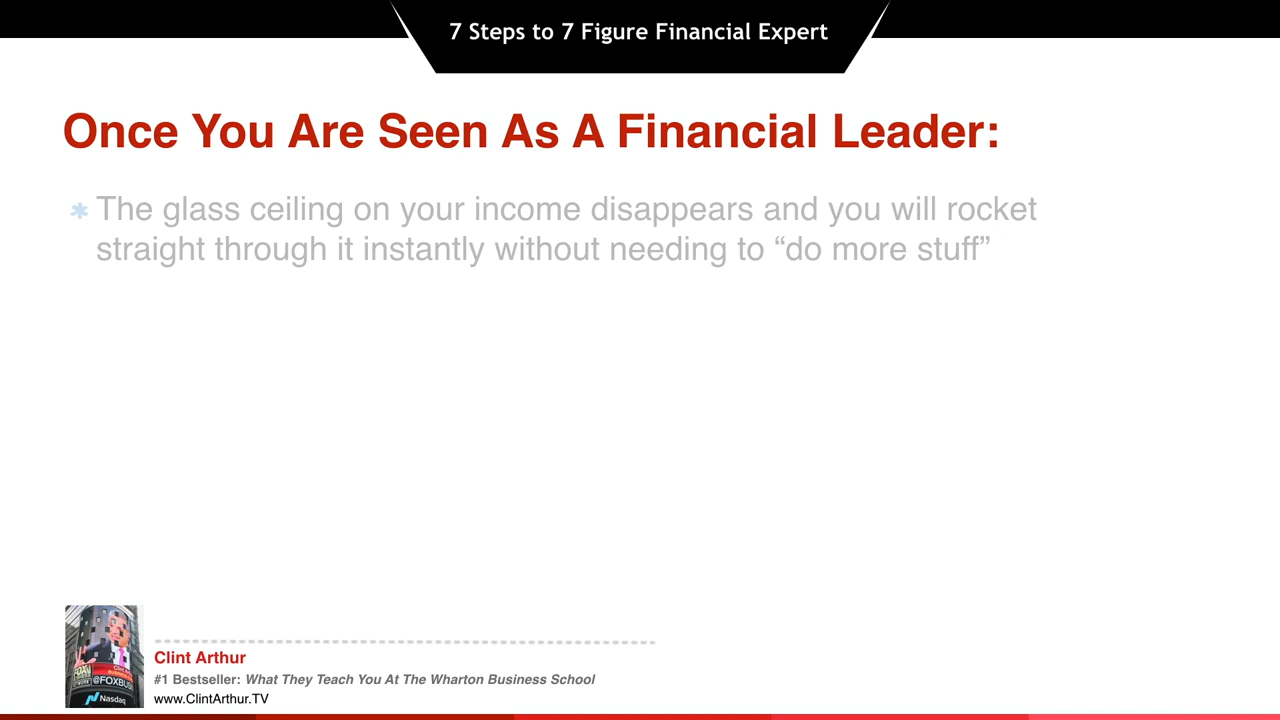 7 Steps to 7 Figure Financial Expert
Once You Are Seen As A Financial Leader:
* The glass ceiling on your income disappears and you will rocket
straight through it instantly without needing to “do more stuff”
Clint Arthur
#1 Bestseller: What They Teach You At The Wharton Business School
www.ClintArthur.TV
@FOXBUS
Nasdaq